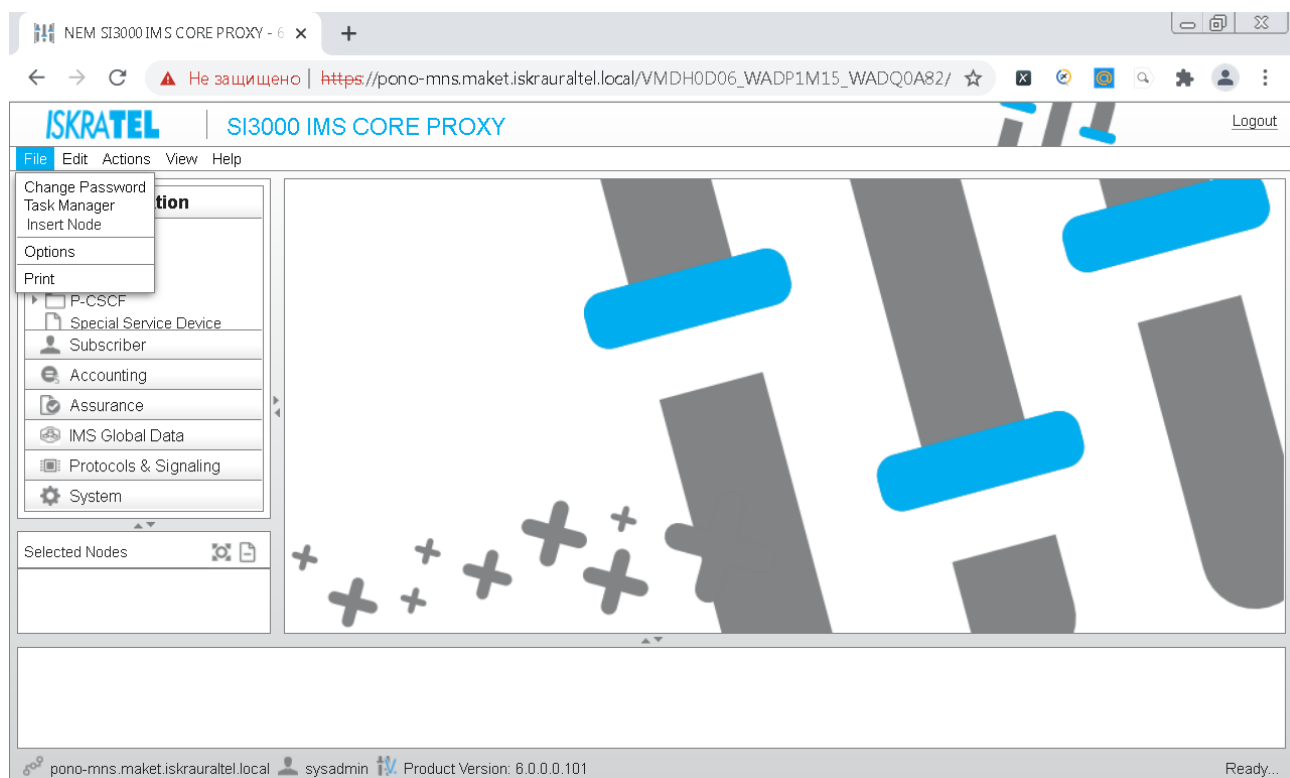 NEM SI3000 IMS CORE PROXY - 6
Не защищено | https://pono-mns.maket.iskrauraltel.local/VMDH0D06_WADP1M15_WADQ0A82/
ISKRATEL SI3000 IMS CORE PROXY Logout
File Edit Actions View Help
Change Password
Task Manager
tion
Insert Node
Options
Print
P-CSCF
Special Service Device
Subscriber
Accounting
Assurance
IMS Global Data
Protocols & Signaling
System
Selected Nodes
pono-mns.maket.iskrauraltel.local sysadmin Product Version: 6.0.0.0.101 Ready...